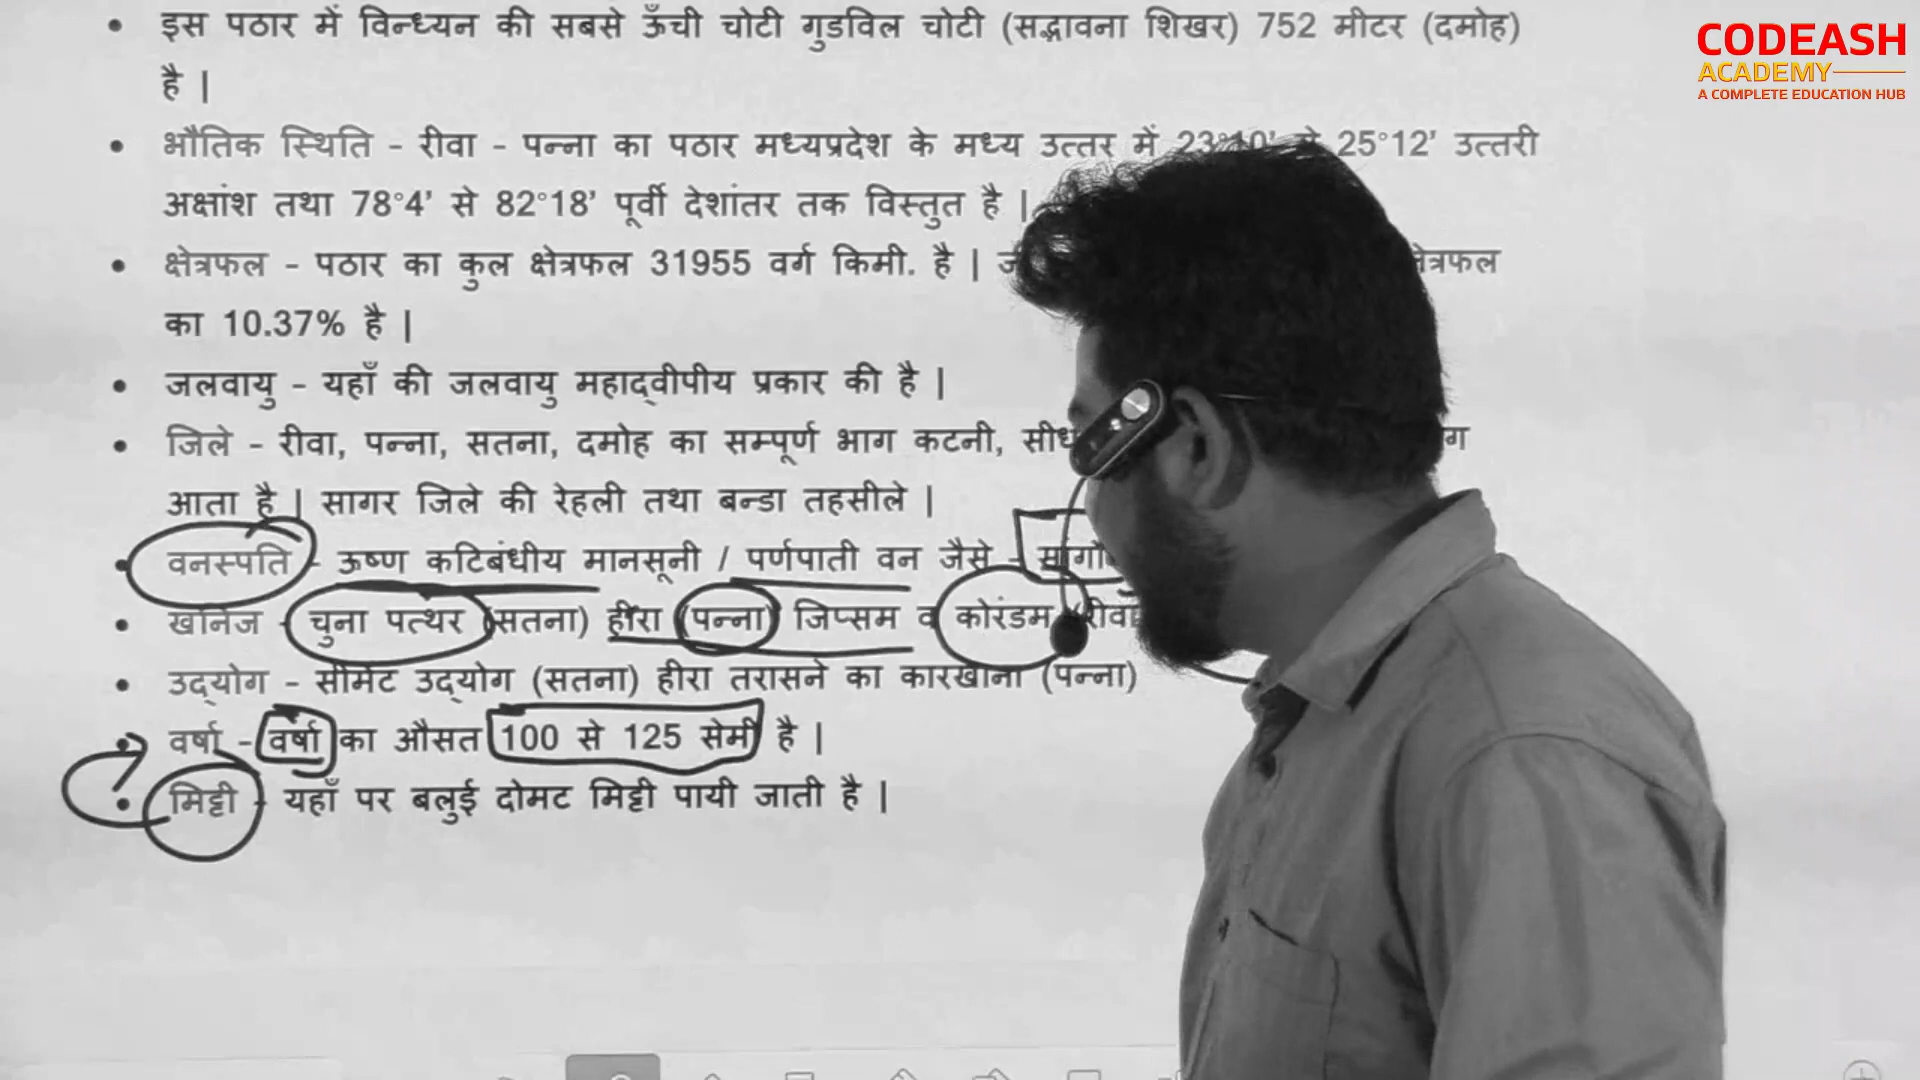 इस पठार में विन्ध्यन की सबसे ऊँची चोटी गुडविल चोटी (सद्भावना शिखर) 752 मीटर (दमोह)
है |
भौतिक स्थिति - रीवा - पन्ना का पठार मध्यप्रदेश के मध्य उत्तर में 23°10' से 25°12' उत्तरी
अक्षांश तथा 78°4' से 82°18' पूर्वी देशांतर तक विस्तुत है |
क्षेत्रफल - पठार का कुल क्षेत्रफल 31955 वर्ग किमी. है |
का 10.37% है |
जलवायु - यहाँ की जलवायु महाद्वीपीय प्रकार की है |
जिले - रीवा, पन्ना, सतना, दमोह का सम्पूर्ण भाग कटनी,
आता है | सागर जिले की रेहली तथा बन्डा तहसीले |
वनस्पति - ऊष्ण कटिबंधीय मानसूनी / पर्णपाती वन जैसे -
खनिज - चुना पत्थर (सतना) हीरा (पन्ना) जिप्सम व कोरंडम (रीवा
उद्योग - सीमेंट उद्योग (सतना) हीरा तरासने का कारखाना (पन्ना)
वर्षा - वर्षा का औसत 100 से 125 सेमी है |
मिट्टी - यहाँ पर बलुई दोमट मिट्टी पायी जाती है |
CODEASH
ACADEMY
A COMPLETE EDUCATION HUB